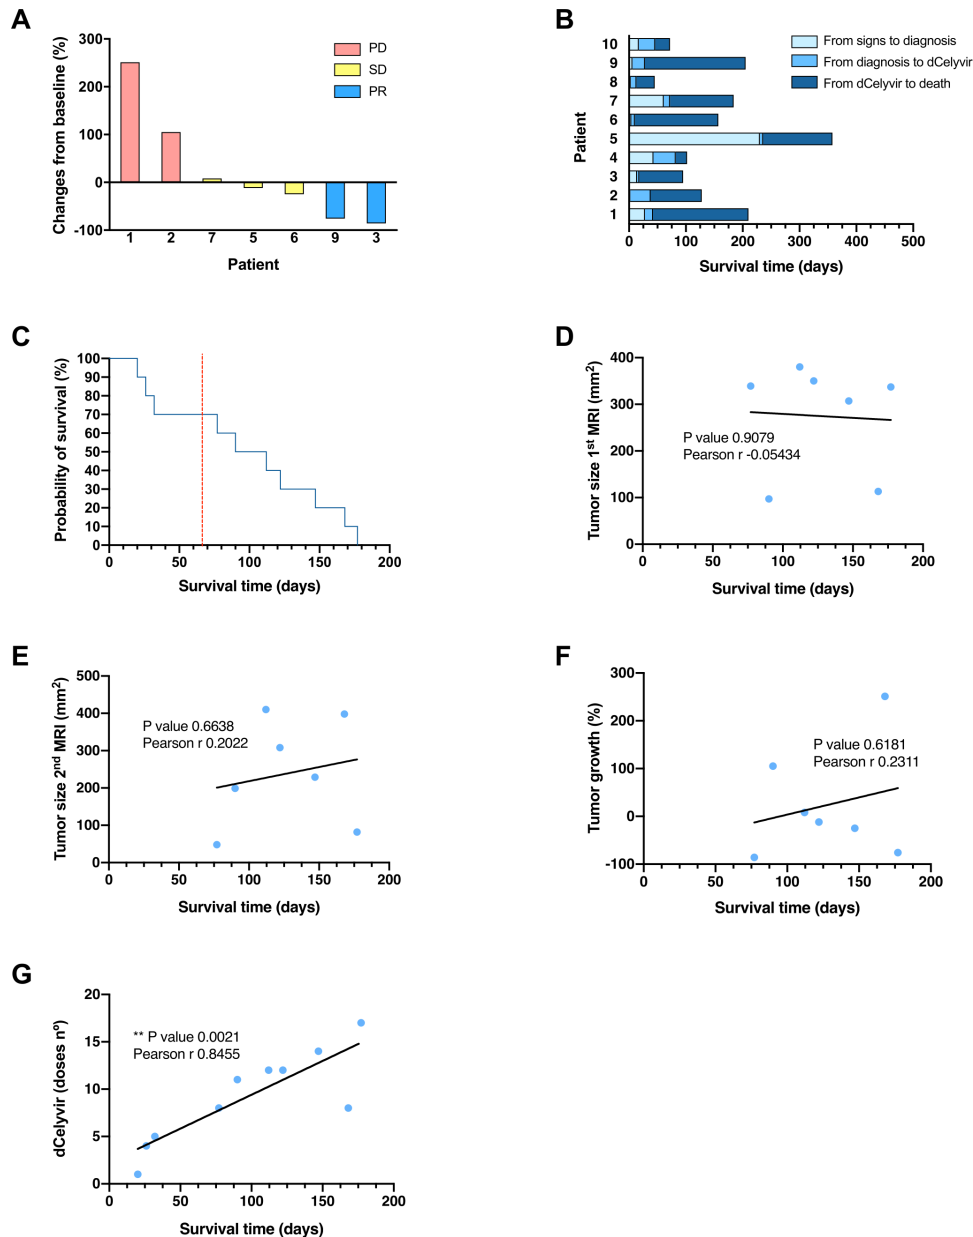 A
300
200
100
0
-100
Changes from baseline (%)
PD
SD
PR
1 2 7 5 6 9 3
Patient
B
10
9
8
7
6
5
4
3
2
1
Patient
From signs to diagnosis
From diagnosis to dCelyvir
From dCelyvir to death
0 100 200 300 400 500
Survival time (days)
C
100
90
80
70
60
50
40
30
20
10
0
Probability of survival (%)
0 50 100 150 200
Survival time (days)
D
400
300
200
100
0
Tumor size 1st MRI (mm2)
P value 0.9079
Pearson r -0.05434
0 50 100 150 200
Survival time (days)
E
500
400
300
200
100
0
Tumor size 2nd MRI (mm2)
P value 0.6638
Pearson r 0.2022
0 50 100 150 200
Survival time (days)
F
300
200
100
0
-100
Tumor growth (%)
P value 0.6181
Pearson r 0.2311
0 50 100 150 200
Survival time (days)
G
20
15
10
5
0
dCelyvir (doses nº)
** P value 0.0021
Pearson r 0.8455
0 50 100 150 200
Survival time (days)